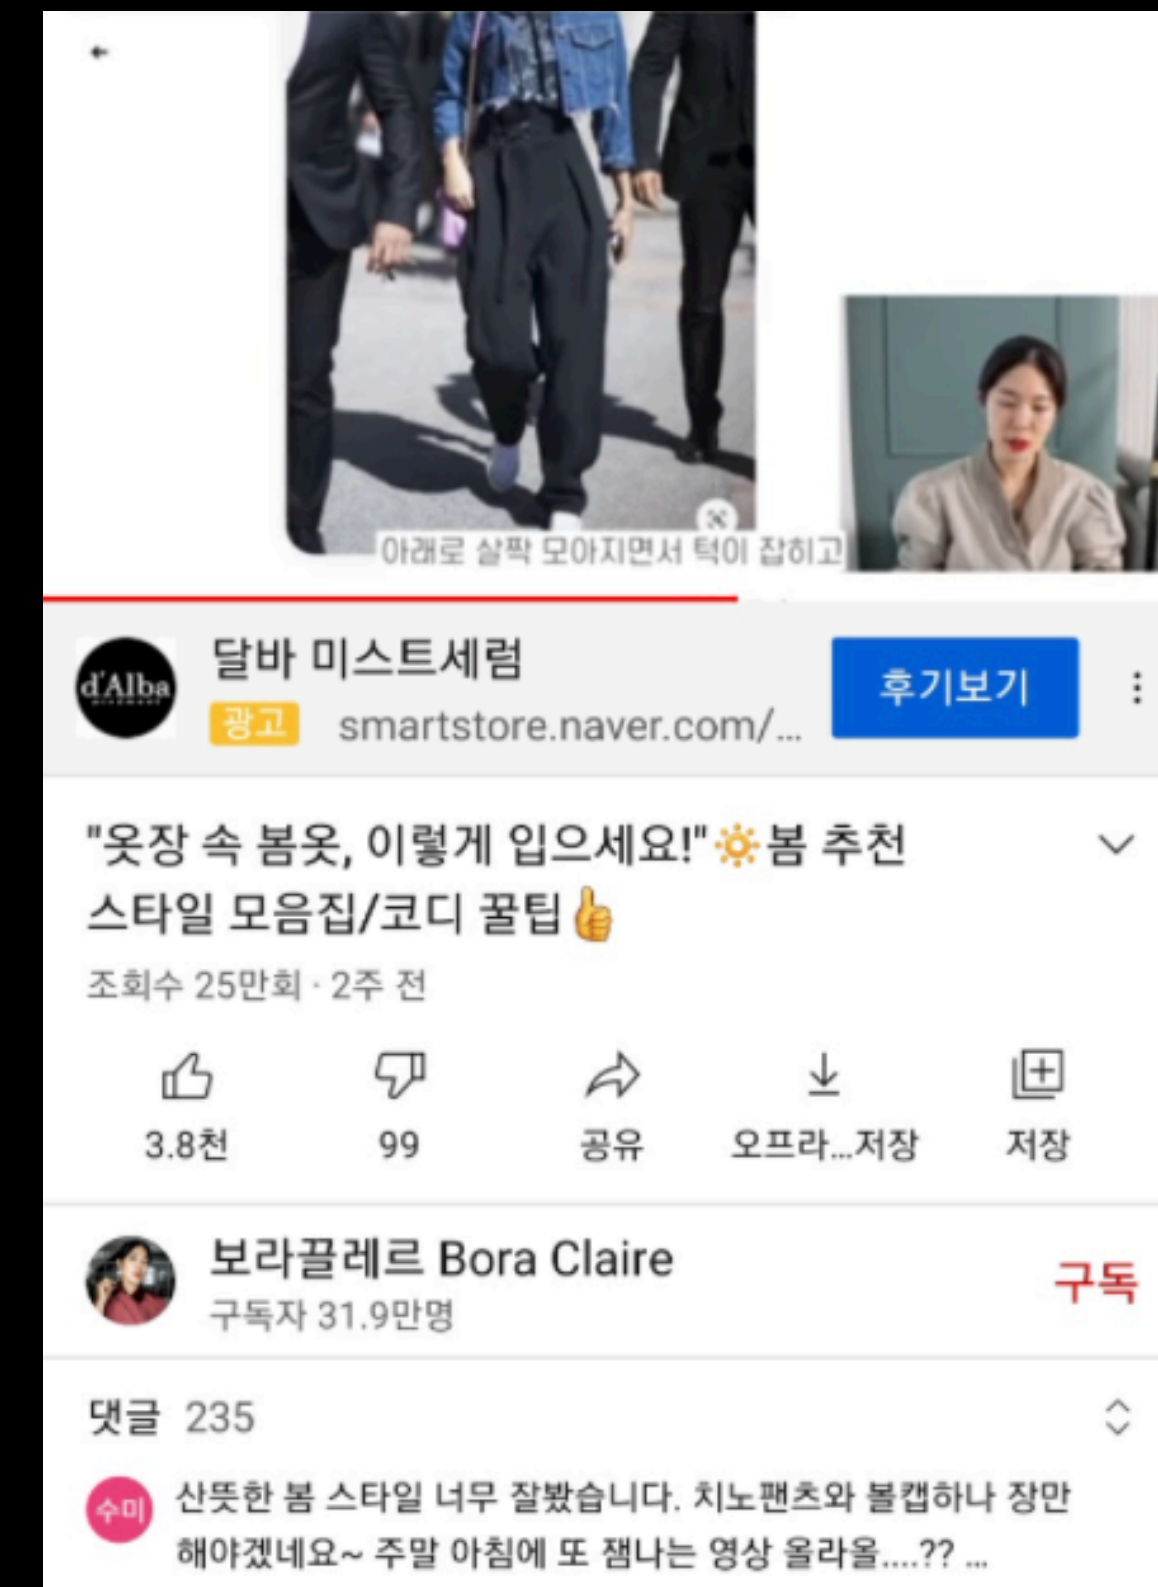 아래로 살짝 모아지면서 턱이 잡히고
d'Alba
달바 미스트세럼
광고 smartstore.naver.com/...
후기보기
"옷장 속 봄옷, 이렇게 입으세요!"🔆봄 추천
스타일 모음집/코디 꿀팁👍
조회수 25만회 · 2주 전
3.8천 99 공유 오프라...저장 저장
보라끌레르 Bora Claire
구독자 31.9만명
구독
댓글 235
수미
산뜻한 봄 스타일 너무 잘봤습니다. 치노팬츠와 볼캡하나 장만
해야겠네요~ 주말 아침에 또 잼나는 영상 올라올....?? ...